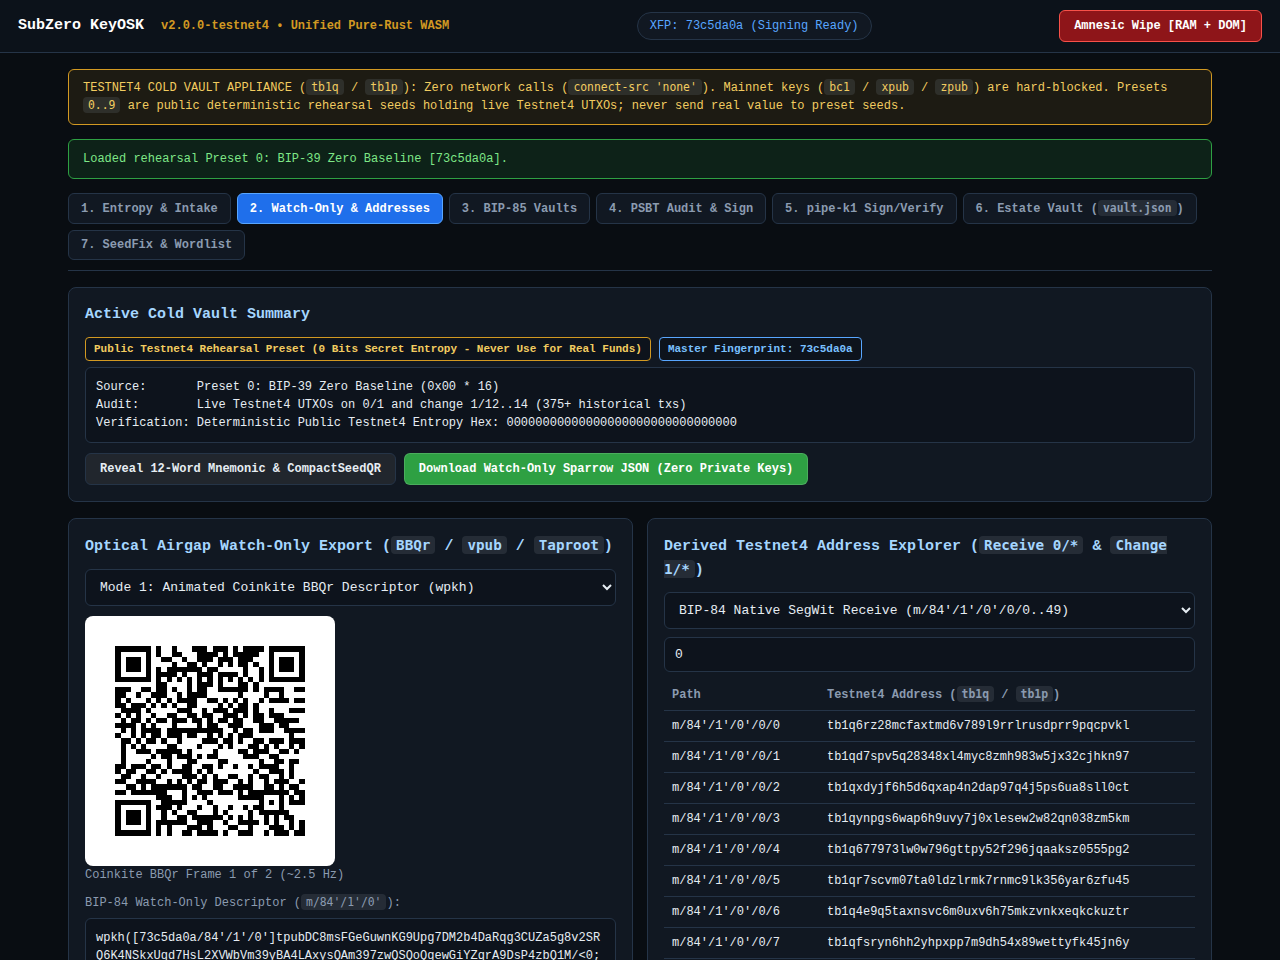 SubZero KeyOSK v2.0.0-testnet4 • Unified Pure-Rust WASM
XFP: 73c5da0a (Signing Ready)
Amnesic Wipe [RAM + DOM]
TESTNET4 COLD VAULT APPLIANCE (tb1q / tb1p): Zero network calls (connect-src 'none'). Mainnet keys (bc1 / xpub / zpub) are hard-blocked. Presets
0..9 are public deterministic rehearsal seeds holding live Testnet4 UTXOs; never send real value to preset seeds.
Loaded rehearsal Preset 0: BIP-39 Zero Baseline [73c5da0a].
1. Entropy & Intake
2. Watch-Only & Addresses
3. BIP-85 Vaults
4. PSBT Audit & Sign
5. pipe-k1 Sign/Verify
6. Estate Vault (vault.json)
7. SeedFix & Wordlist
Active Cold Vault Summary
Public Testnet4 Rehearsal Preset (0 Bits Secret Entropy - Never Use for Real Funds)
Master Fingerprint: 73c5da0a
Source: Preset 0: BIP-39 Zero Baseline (0x00 * 16)
Audit: Live Testnet4 UTXOs on 0/1 and change 1/12..14 (375+ historical txs)
Verification: Deterministic Public Testnet4 Entropy Hex: 00000000000000000000000000000000
Reveal 12-Word Mnemonic & CompactSeedQR
Download Watch-Only Sparrow JSON (Zero Private Keys)
Optical Airgap Watch-Only Export (BBQr / vpub / Taproot)
Mode 1: Animated Coinkite BBQr Descriptor (wpkh)
Coinkite BBQr Frame 1 of 2 (~2.5 Hz)
BIP-84 Watch-Only Descriptor (m/84'/1'/0'):
wpkh([73c5da0a/84'/1'/0']tpubDC8msFGeGuwnKG9Upg7DM2b4DaRqg3CUZa5g8v2SR
Q6K4NSkxUgd7HsL2XVWbVm39yBA4LAxysQAm397zwQSQoQgewGiYZqrA9DsP4zbQ1M/<0;
Derived Testnet4 Address Explorer (Receive 0/* & Change
1/*)
BIP-84 Native SegWit Receive (m/84'/1'/0'/0/0..49)
0
Path Testnet4 Address (tb1q / tb1p)
m/84'/1'/0'/0/0 tb1q6rz28mcfaxtmd6v789l9rrlrusdprr9pqcpvkl
m/84'/1'/0'/0/1 tb1qd7spv5q28348xl4myc8zmh983w5jx32cjhkn97
m/84'/1'/0'/0/2 tb1qxdyjf6h5d6qxap4n2dap97q4j5ps6ua8sll0ct
m/84'/1'/0'/0/3 tb1qynpgs6wap6h9uvy7j0xlesew2w82qn038zm5km
m/84'/1'/0'/0/4 tb1q677973lw0w796gttpy52f296jqaaksz0555pg2
m/84'/1'/0'/0/5 tb1qr7scvm07ta0ldzlrmk7rnmc9lk356yar6zfu45
m/84'/1'/0'/0/6 tb1q4e9q5taxnsvc6m0uxv6h75mkzvnkxeqkckuztr
m/84'/1'/0'/0/7 tb1qfsryn6hh2yhpxpp7m9dh54x89wettyfk45jn6y